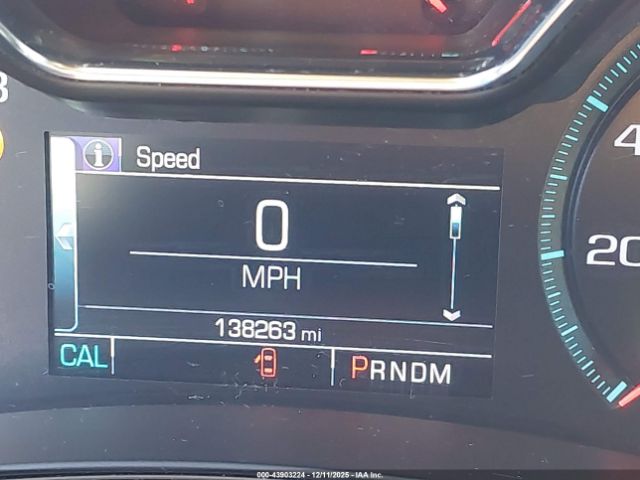 Speed
0
MPH
138263 mi
CAL
PRNDM
4
20
000-43903224 - 12/11/2025 - IAA Inc.